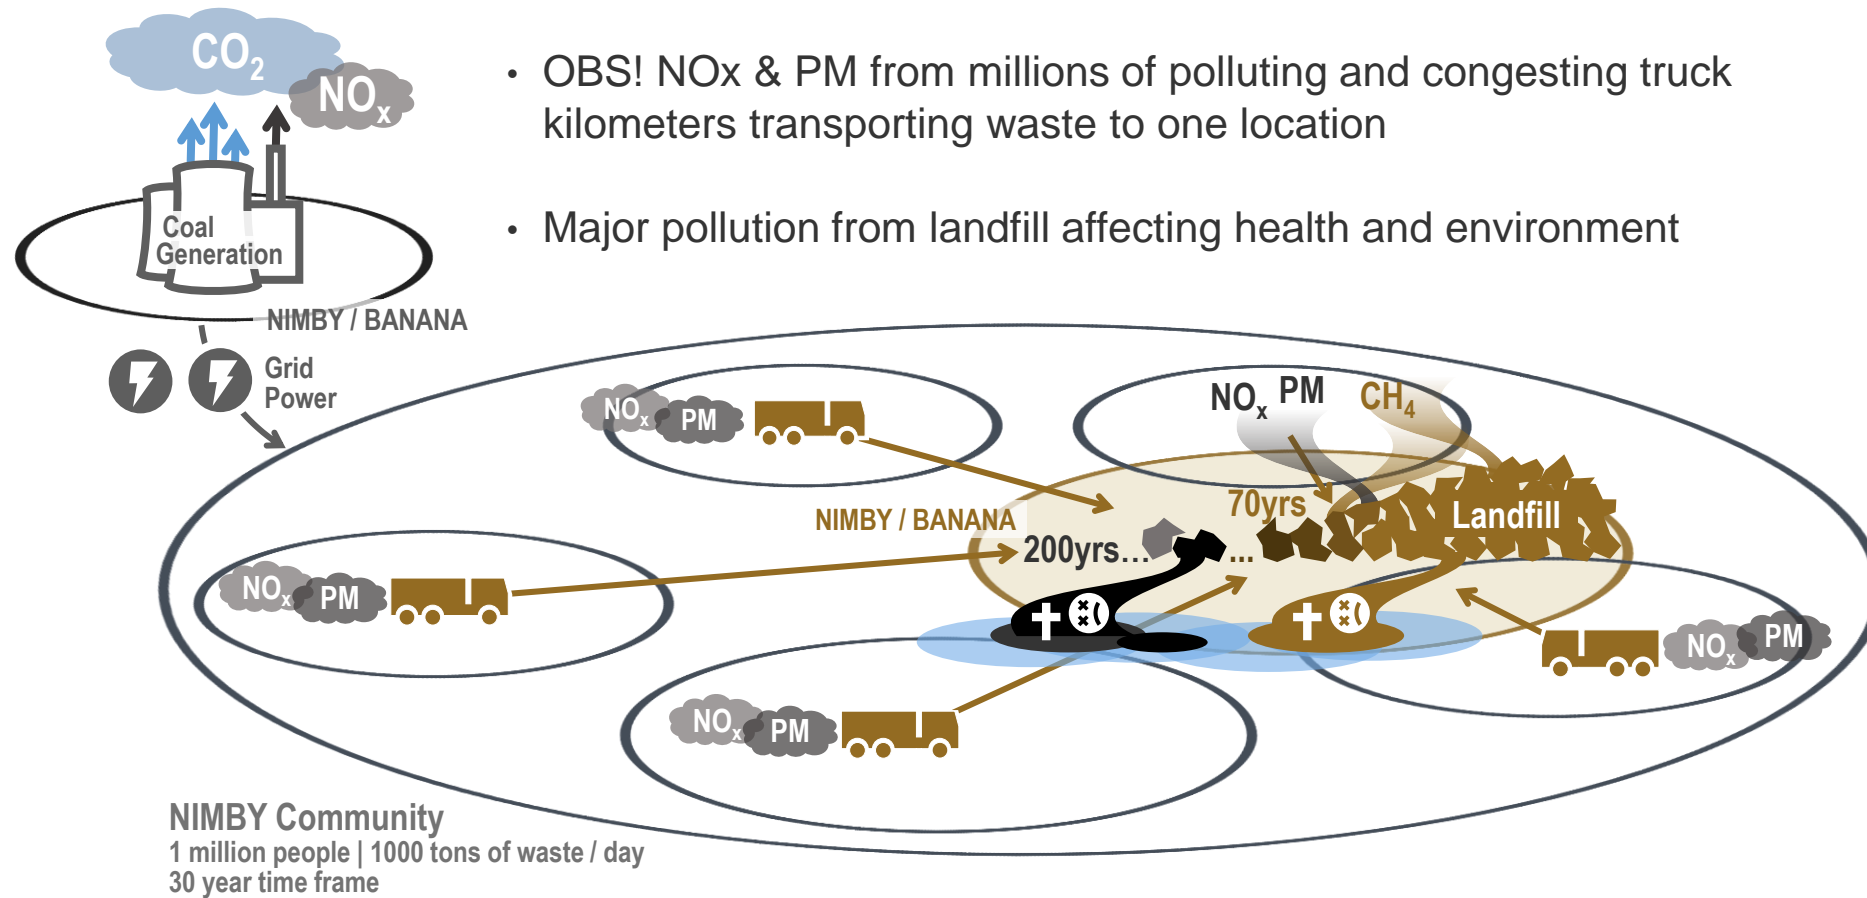 CO2
NOx
• OBS! NOx & PM from millions of polluting and congesting truck
kilometers transporting waste to one location
• Major pollution from landfill affecting health and environment
Coal
Generation
NIMBY / BANANA
Grid
Power
NOx PM
NOx PM CH4
NIMBY / BANANA
70yrs
Landfill
200yrs... ...
NOx PM
NOx PM
NOx PM
NIMBY Community
1 million people | 1000 tons of waste / day
30 year time frame